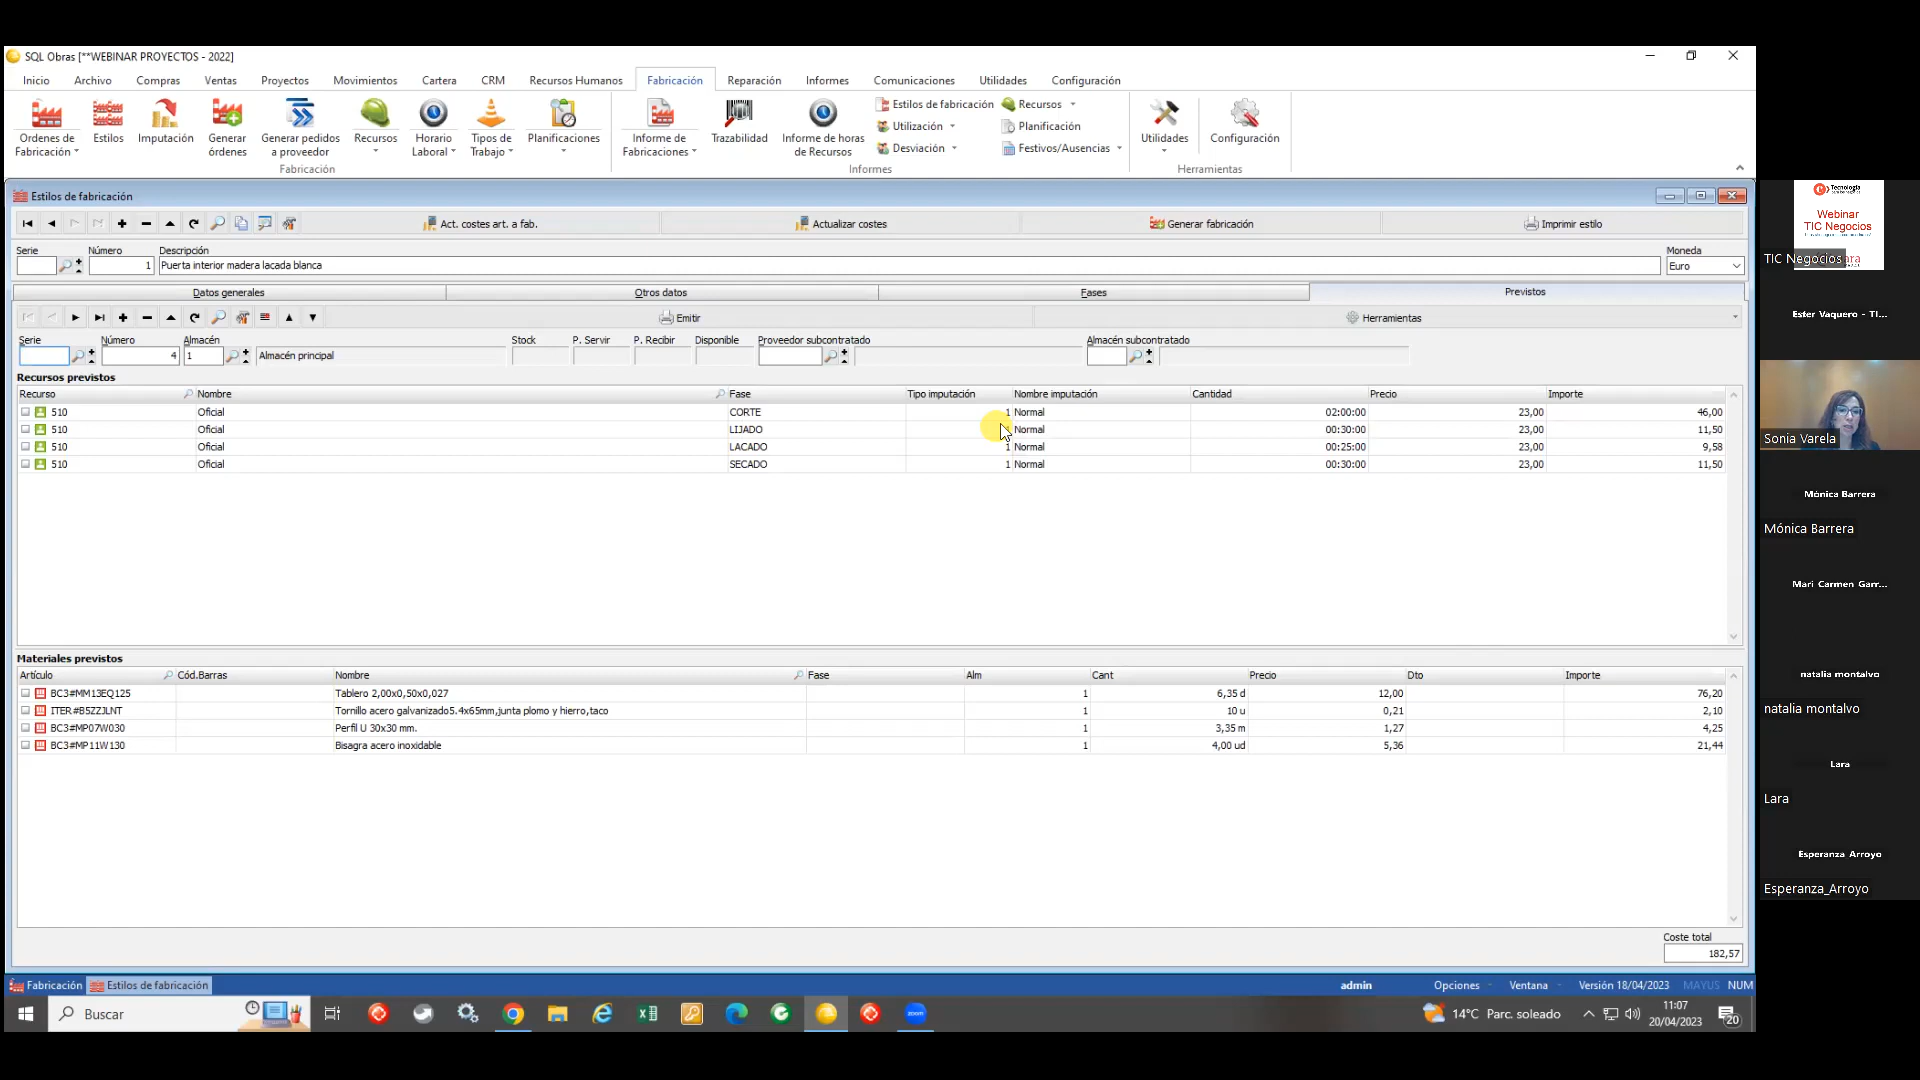 SQL Obras [**WEBINAR PROYECTOS - 2022]
Inicio Archivo Compras Ventas Proyectos Movimientos Cartera CRM Recursos Humanos Fabricación Reparación Informes Comunicaciones Utilidades Configuración
Ordenes de Fabricación
Estilos
Imputación
Generar órdenes
Generar pedidos a proveedor
Recursos
Horario Laboral
Tipos de Trabajo
Planificaciones
Fabricación
Informe de Fabricaciones
Trazabilidad
Informe de horas de Recursos
Estilos de fabricación
Utilización
Desviación
Recursos
Planificación
Festivos/Ausencias
Informes
Utilidades
Configuración
Herramientas
Estilos de fabricación
Act. costes art. a fab. Actualizar costes Generar fabricación Imprimir estilo
Serie Número Descripción Moneda
1 Puerta interior madera lacada blanca Euro
Datos generales Otros datos Fases Previstos
Emitir Herramientas
Serie Número Almacén Stock P. Servir P. Recibir Disponible Proveedor subcontratado Almacén subcontratado
4 1 Almacén principal
Recursos previstos
Recurso Nombre Fase Tipo imputación Nombre imputación Cantidad Precio Importe
510 Oficial CORTE 1 Normal 02:00:00 23,00 46,00
510 Oficial LIJADO Normal 00:30:00 23,00 11,50
510 Oficial LACADO 1 Normal 00:25:00 23,00 9,58
510 Oficial SECADO 1 Normal 00:30:00 23,00 11,50
Materiales previstos
Artículo Cód.Barras Nombre Fase Alm Cant Precio Dto Importe
BC3#MM13EQ125 Tablero 2,00x0,50x0,027 1 6,35 d 12,00 76,20
ITER#B5ZZJLNT Tornillo acero galvanizado5.4x65mm,junta plomo y hierro,taco 1 10 u 0,21 2,10
BC3#MP07W030 Perfil U 30x30 mm. 1 3,35 m 1,27 4,25
BC3#MP11W130 Bisagra acero inoxidable 1 4,00 ud 5,36 21,44
Coste total
182,57
Fabricación Estilos de fabricación admin Opciones Ventana Versión 18/04/2023 MAYUS NUM
Buscar
zoom
14°C Parc. soleado
11:07
20/04/2023
20
Tecnología
Webinar
TIC Negocios
TIC Negocios
Ester Vaquero - TI...
Sonia Varela
Mónica Barrera
Mónica Barrera
Mari Carmen Garr...
natalia montalvo
natalia montalvo
Lara
Lara
Esperanza Arroyo
Esperanza_Arroyo